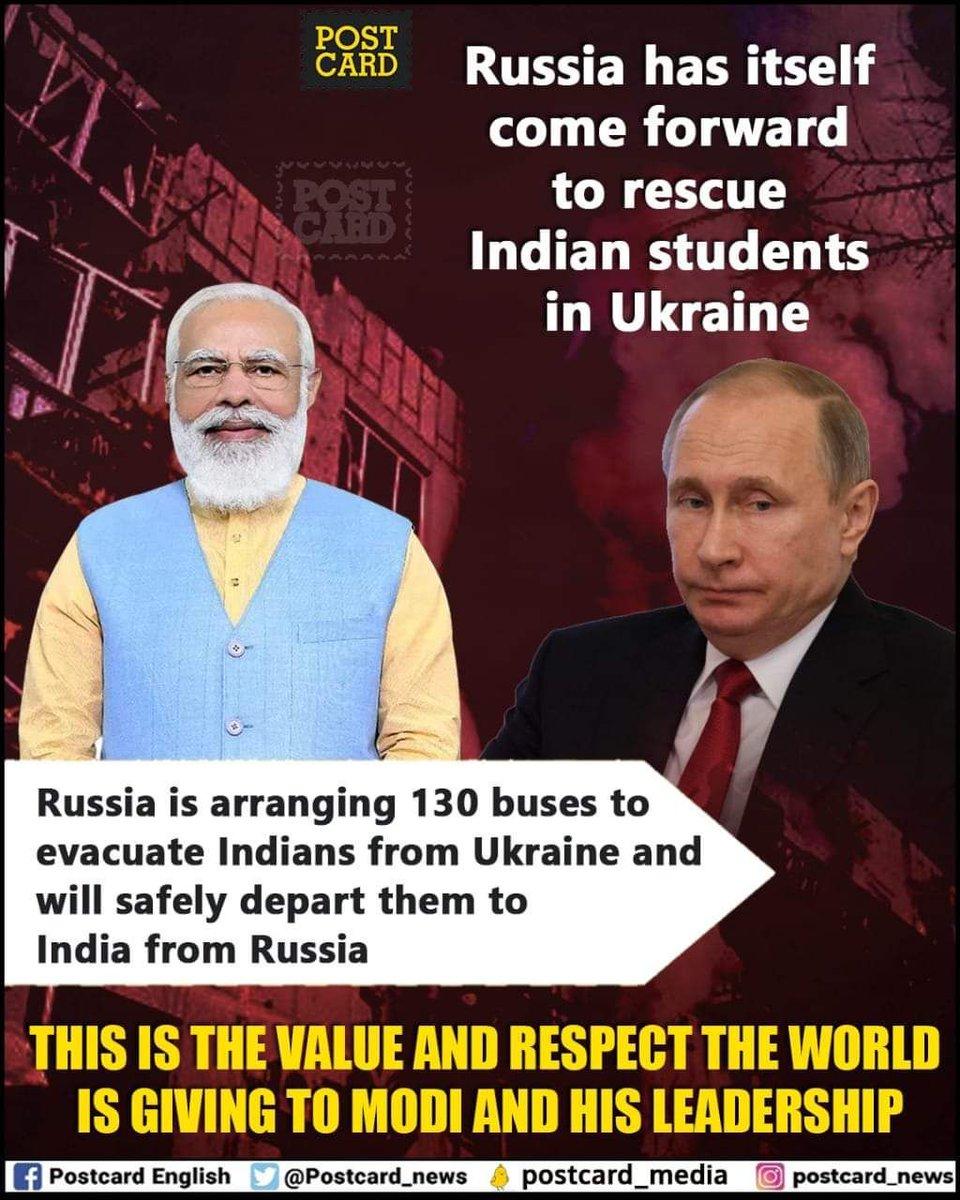 POST
CARD
Russia has itself
come forward
to rescue
Indian students
in Ukraine
POST
CARD
Russia is arranging 130 buses to
evacuate Indians from Ukraine and
will safely depart them to
India from Russia
THIS IS THE VALUE AND RESPECT THE WORLD
IS GIVING TO MODI AND HIS LEADERSHIP
Postcard English @Postcard_news postcard_media postcard_news